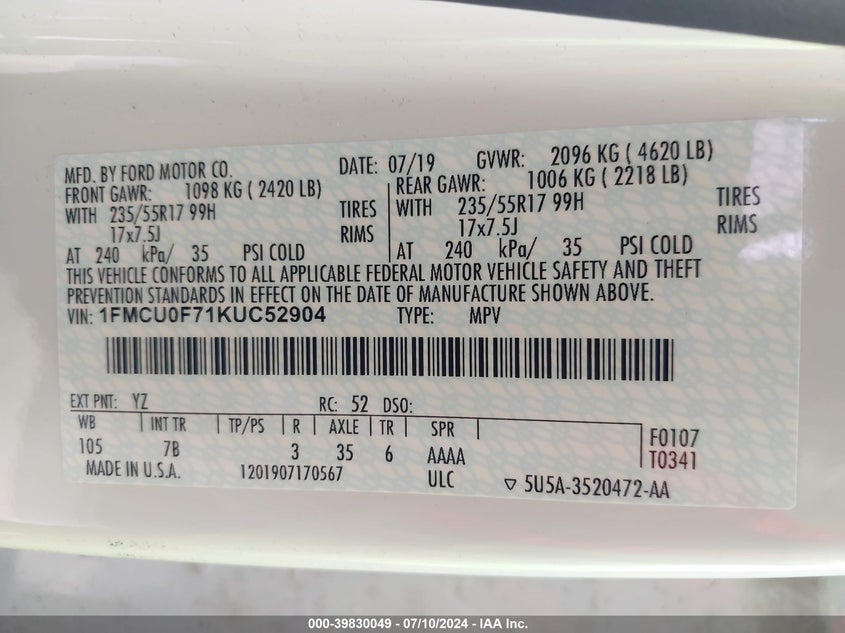 MFD. BY FORD MOTOR CO. DATE: 07/19 GVWR: 2096 KG ( 4620 LB)
FRONT GAWR: 1098 KG ( 2420 LB) REAR GAWR: 1006 KG ( 2218 LB)
WITH 235/55R17 99H TIRES WITH 235/55R17 99H TIRES
17x7.5J RIMS 17x7.5J RIMS
AT 240 kPa/ 35 PSI COLD AT 240 kPa/ 35 PSI COLD
THIS VEHICLE CONFORMS TO ALL APPLICABLE FEDERAL MOTOR VEHICLE SAFETY AND THEFT
PREVENTION STANDARDS IN EFFECT ON THE DATE OF MANUFACTURE SHOWN ABOVE.
VIN: 1FMCU0F71KUC52904 TYPE: MPV
EXT PNT: YZ RC: 52 DSO:
WB INT TR TP/PS R AXLE TR SPR
105 7B 3 35 6 AAAA
F0107
T0341
MADE IN U.S.A. 1201907170567 ULC ▽ 5U5A-3520472-AA
000-39830049 - 07/10/2024 - IAA Inc.